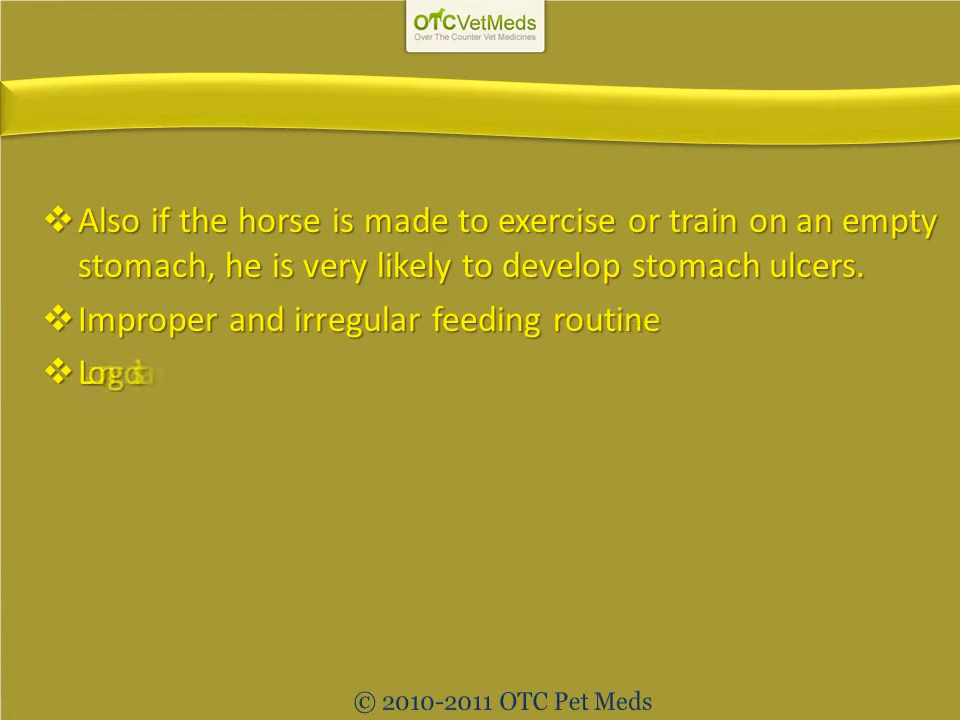 OTCVetMeds
Over The Counter Vet Medicines
❖ Also if the horse is made to exercise or train on an empty
stomach, he is very likely to develop stomach ulcers.
❖ Improper and irregular feeding routine
❖
© 2010-2011 OTC Pet Meds